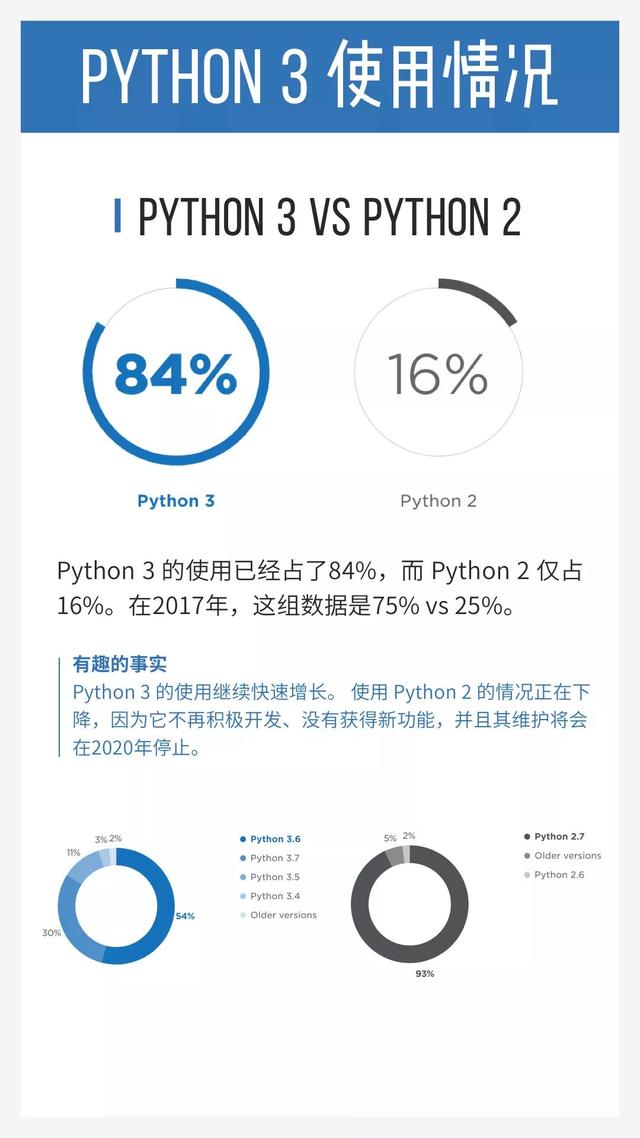 PYTHON 3 使用情况
PYTHON 3 VS PYTHON 2
84%
16%
Python 3
Python 2
Python 3 的使用已经占了84%，而 Python 2 仅占
16%。在2017年，这组数据是75% vs 25%。
有趣的事实
Python 3 的使用继续快速增长。 使用 Python 2 的情况正在下
降，因为它不再积极开发、没有获得新功能，并且其维护将会
在2020年停止。
3% 2%
11%
30%
54%
Python 3.6
Python 3.7
Python 3.5
Python 3.4
Older versions
5% 2%
93%
Python 2.7
Older versions
Python 2.6